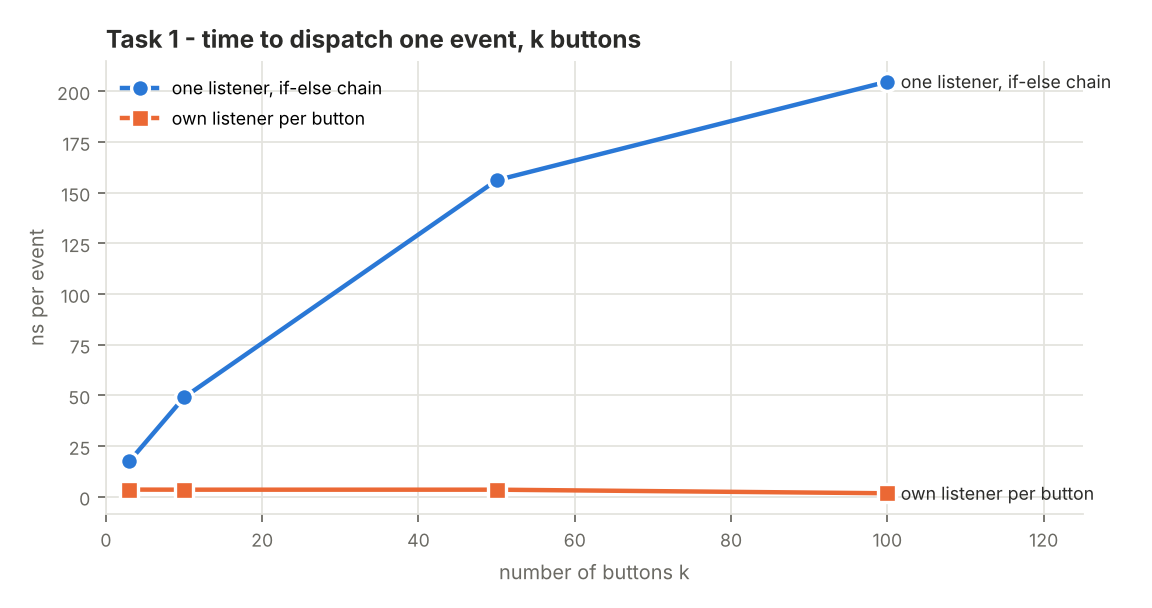 Task 1 - time to dispatch one event, k buttons
one listener, if-else chain
own listener per button
one listener, if-else chain
own listener per button
ns per event
200
175
150
125
100
75
50
25
0
0 20 40 60 80 100 120
number of buttons k